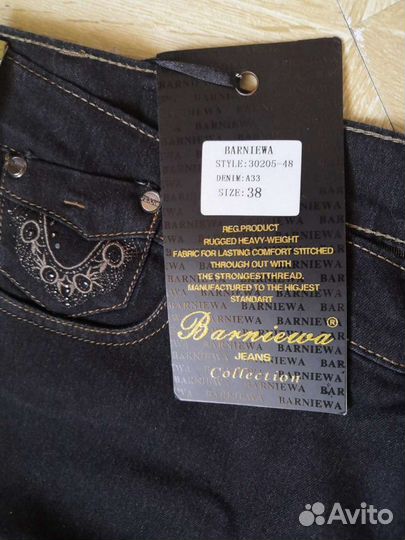 BARNIEWA
STYLE:30205-48
DENIM:A33
SIZE:38
REG.PRODUCT
RUGGED HEAVY-WEIGHT
FABRIC FOR LASTING COMFORT STITCHED
THROUGH OUT WITH
THE STRONGESTTHREAD.
MANUFACTURED TO THE HIGJEST
STANDART
Barniewa®
JEANS
Collection
Avito